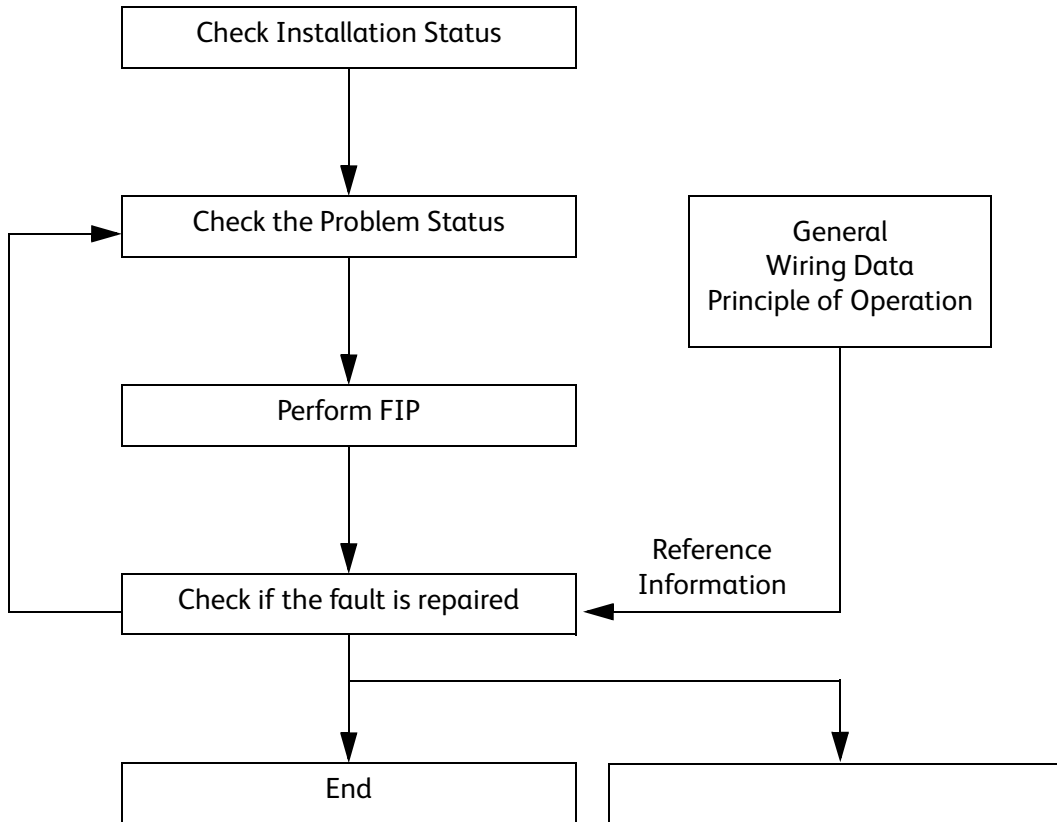 Check Installation Status
Check the Problem Status
General
Wiring Data
Principle of Operation
Perform FIP
Reference
Information
Check if the fault is repaired
End